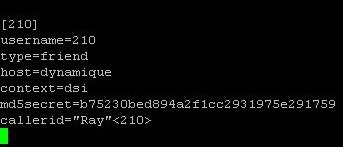 [210]
username=210
type=friend
host=dynamique
context=dsi
md5secret=b75230bed894a2f1cc2931975e291759
callerid="Ray"<210>